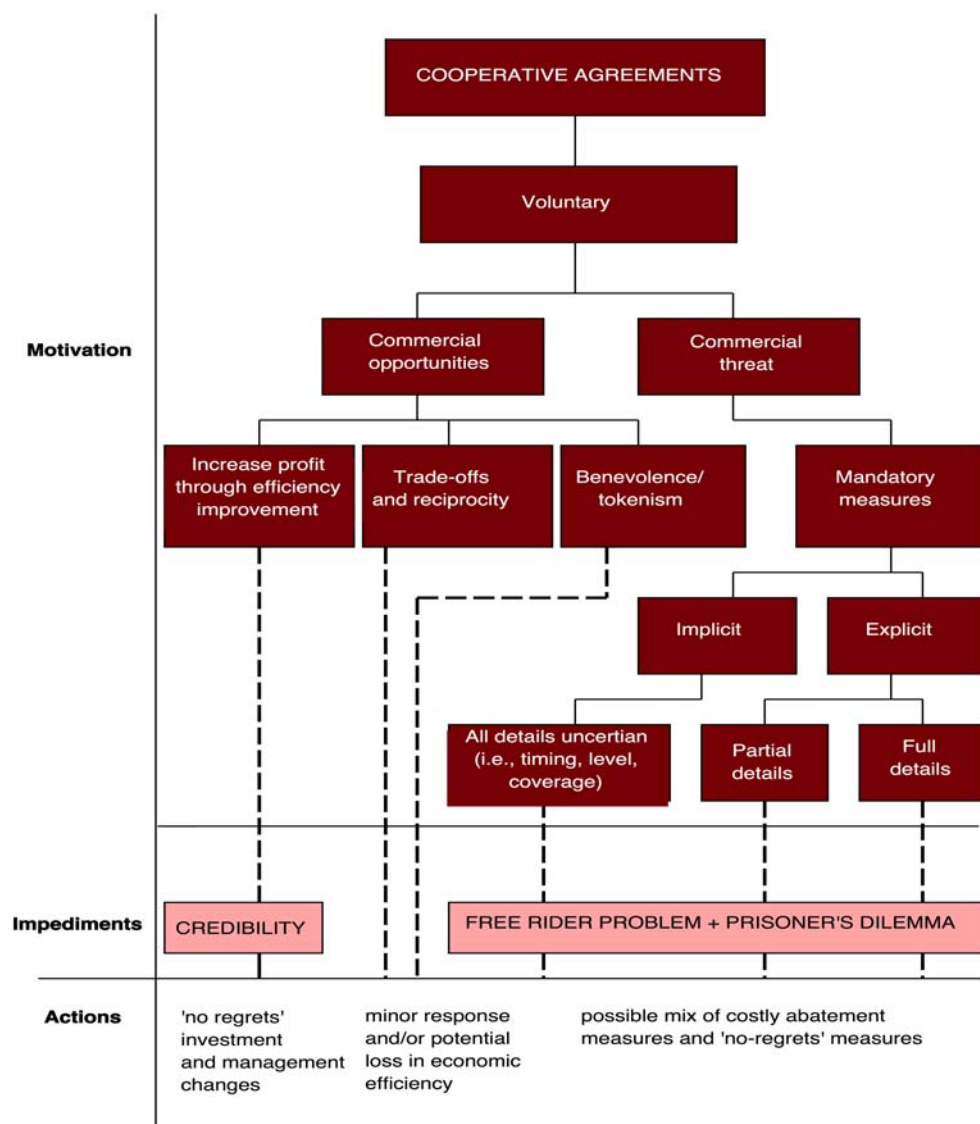 COOPERATIVE AGREEMENTS
Voluntary
Motivation
Commercial
opportunities
Commercial
threat
Increase profit
through efficiency
improvement
Trade-offs
and reciprocity
Benevolence/
tokenism
Mandatory
measures
Implicit
Explicit
All details uncertian
(i.e., timing, level,
coverage)
Partial
details
Full
details
Impediments
CREDIBILITY
FREE RIDER PROBLEM + PRISONER'S DILEMMA
Actions
'no regrets'
investment
and management
changes
minor response
and/or potential
loss in economic
efficiency
possible mix of costly abatement
measures and 'no-regrets' measures